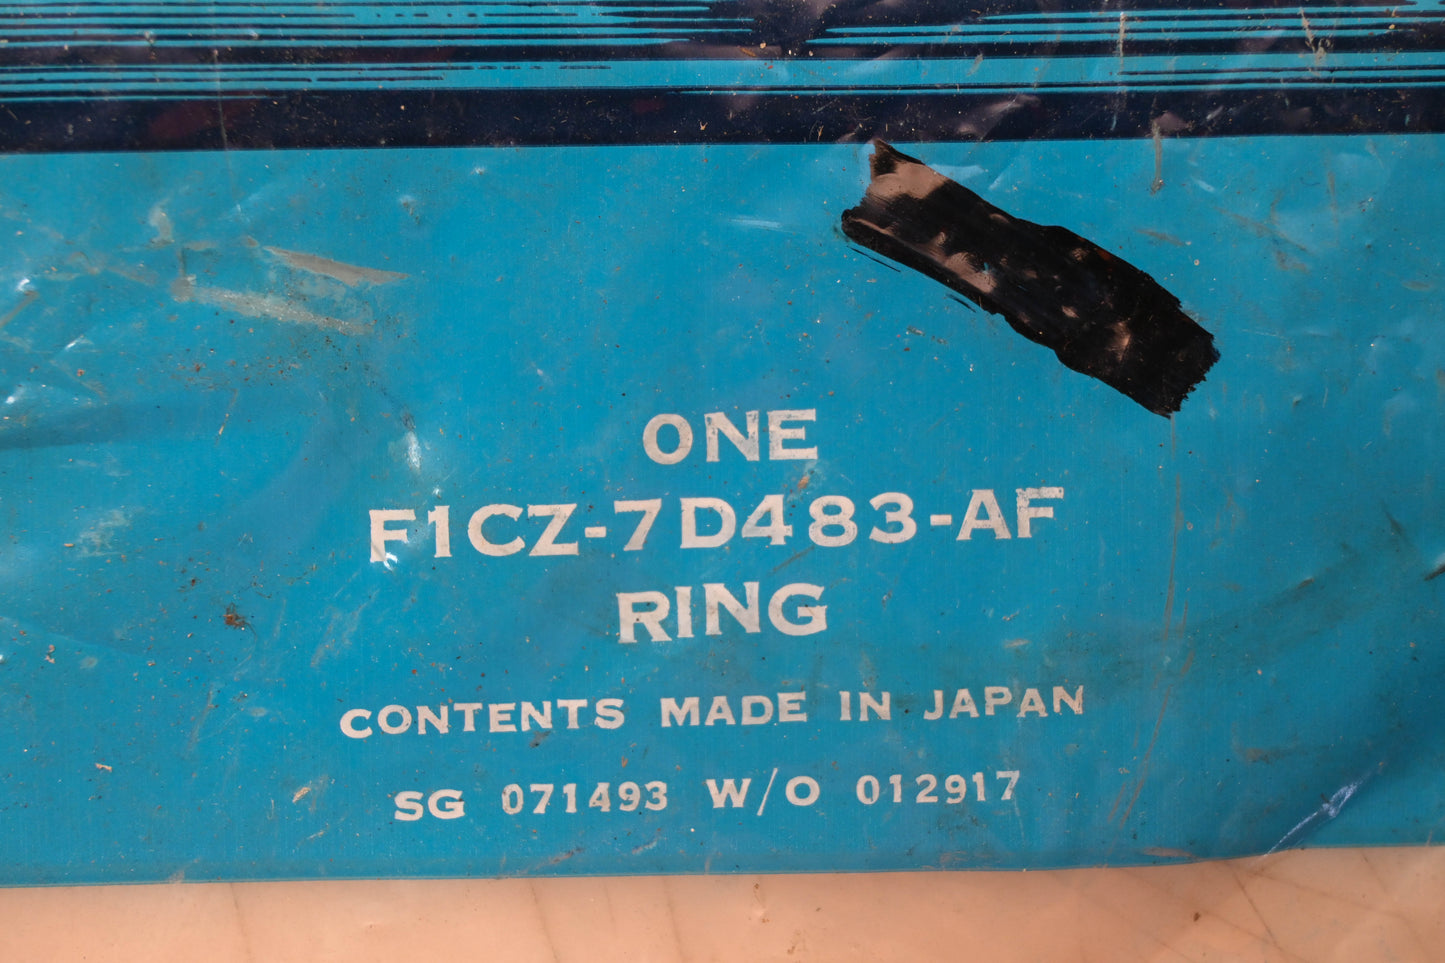 ONE
F1CZ-7D483-AF
RING
CONTENTS MADE IN JAPAN
SG 071493 W/O 012917